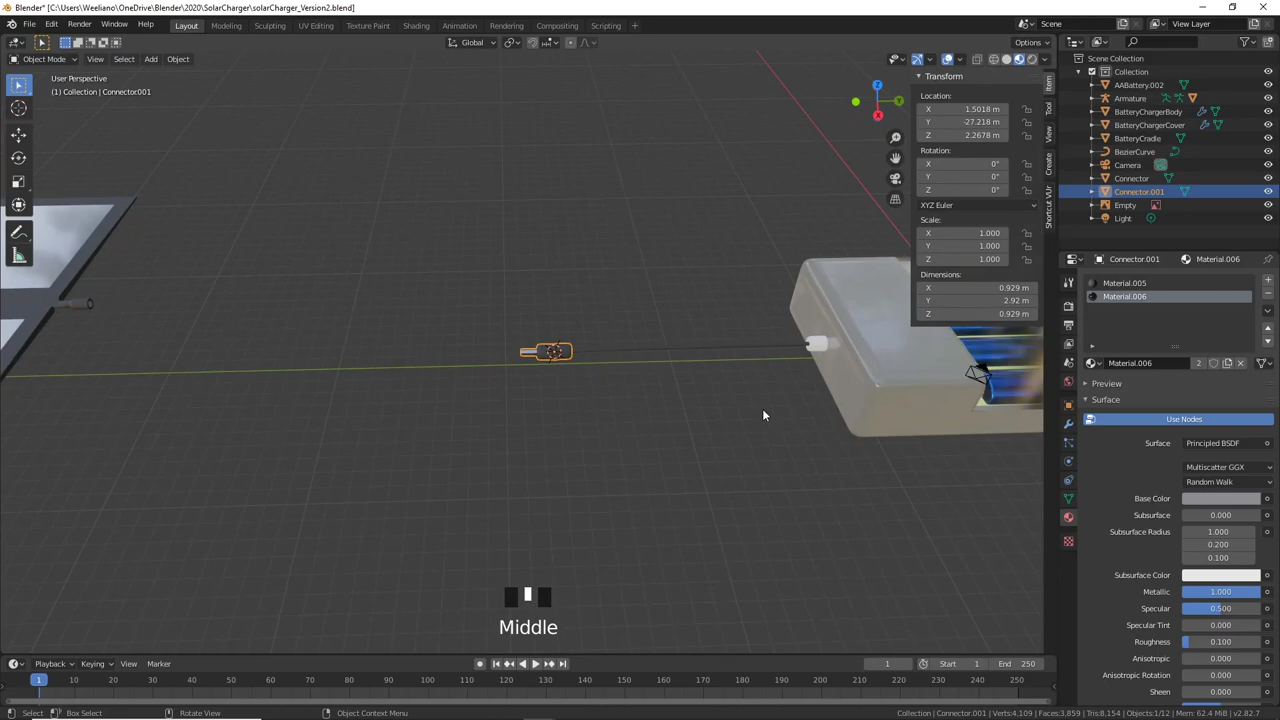 Blender* [C:\Users\Weeliano\OneDrive\Blender\2020\SolarCharger\solarCharger_Version2.blend]
File Edit Render Window Help Layout Modeling Sculpting UV Editing Texture Paint Shading Animation Rendering Compositing Scripting + Scene View Layer
Global Options
Object Mode View Select Add Object
User Perspective
(1) Collection | Connector.001
Transform
Location:
X 1.5018 m
Y -27.218 m
Z 2.2678 m
Rotation:
X 0°
Y 0°
Z 0°
XYZ Euler
Scale:
X 1.000
Y 1.000
Z 1.000
Dimensions:
X 0.929 m
Y 2.92 m
Z 0.929 m
Item
Tool
View
Create
Shortcut VUr
Z
Y
X
Scene Collection
Collection
AABattery.002
Armature
BatteryChargerBody
BatteryChargerCover
BatteryCradle
BezierCurve
Camera
Connector
Connector.001
Empty
Light
Connector.001 Material.006
Material.005
Material.006
Material.006 2
Preview
Surface
Use Nodes
Surface Principled BSDF
Multiscatter GGX
Random Walk
Base Color
Subsurface 0.000
Subsurface Radius 1.000
0.200
0.100
Subsurface Color
Metallic 1.000
Specular 0.500
Specular Tint 0.000
Roughness 0.100
Anisotropic 0.000
Anisotropic Rotation 0.000
Sheen 0.000
Middle
Playback Keying View Marker 1 Start 1 End 250
1 10 20 30 40 50 60 70 80 90 100 110 120 130 140 150 160 170 180 190 200 210 220 230 240 250
Select Box Select Rotate View Object Context Menu Collection | Connector.001 | Verts:4,109 | Faces:3,859 | Tris:8,154 | Objects:1/12 | Mem: 62.4 MiB | v2.82.7